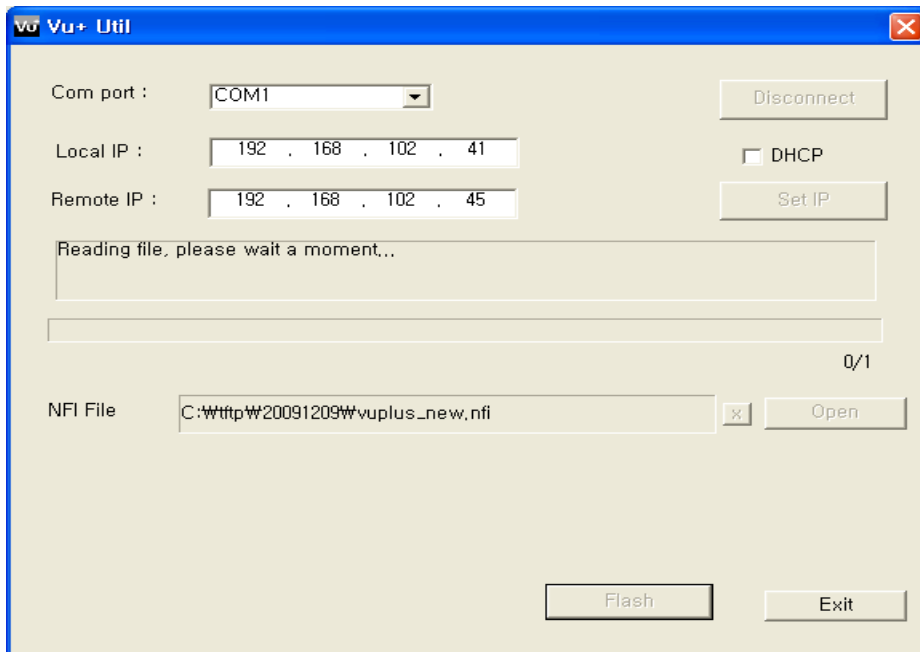 Vu+ Vu+ Util
Com port : COM1 Disconnect
Local IP : 192 . 168 . 102 . 41 DHCP
Remote IP : 192 . 168 . 102 . 45 Set IP
Reading file, please wait a moment...
0/1
NFI File C:₩tftp₩20091209₩vuplus_new.nfi x Open
Flash Exit